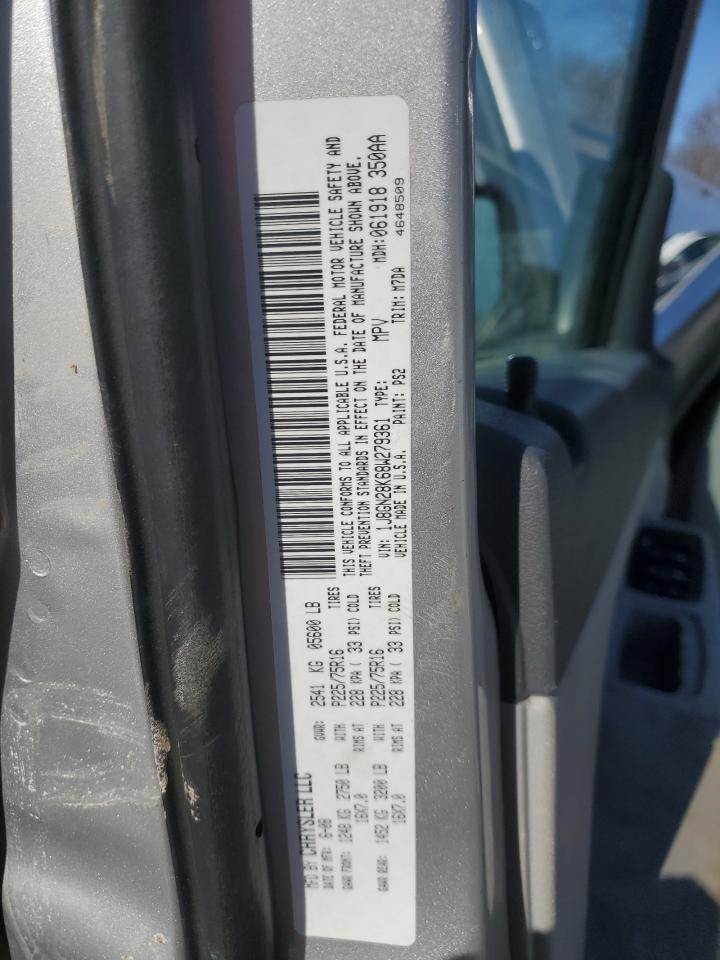 MFD BY CHRYSLER LLC
DATE OF MFR: 6-08 GVWR: 2541 KG 05600 LB
GAWR FRONT: WITH TIRES
1248 KG 2750 LB P225/75R16
RIMS AT
16X7.0 228 KPA ( 33 PSI) COLD
GAWR REAR: WITH TIRES
1452 KG 3200 LB P225/75R16
RIMS AT
16X7.0 228 KPA ( 33 PSI) COLD
THIS VEHICLE CONFORMS TO ALL APPLICABLE U.S.A. FEDERAL MOTOR VEHICLE SAFETY AND
THEFT PREVENTION STANDARDS IN EFFECT ON THE DATE OF MANUFACTURE SHOWN ABOVE.
VIN: 1J8GN28K68W279361 TYPE: MPV MDH: 061918 350AA
VEHICLE MADE IN U.S.A. PAINT: PS2 TRIM: M7DA 4648509